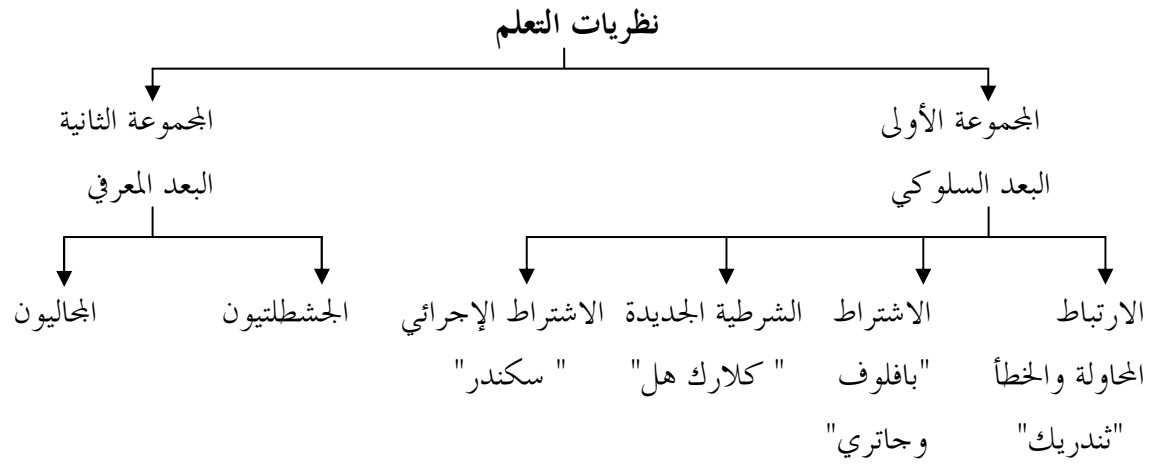 نظريات التعلم
المجموعة الأولى المجموعة الثانية
البعد السلوكي البعد المعرفي
الارتباط الاشتراط الشرطية الجديدة الاشتراط الإجرائي الجشطلتيون المجاليون
المحاولة والخطأ "بافلوف " كلارك هل" " سكندر"
"ثندريك" وجاتري"